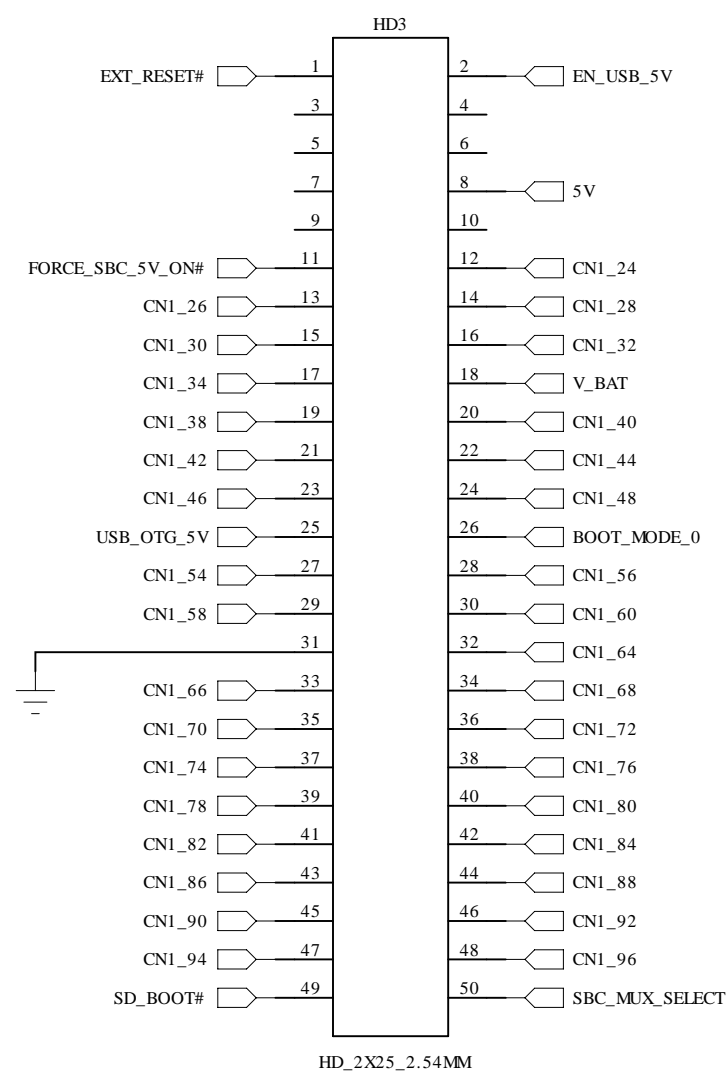 HD3
EXT_RESET# 1 2 EN_USB_5V
3 4
5 6
7 8 5V
9 10
FORCE_SBC_5V_ON# 11 12 CN1_24
CN1_26 13 14 CN1_28
CN1_30 15 16 CN1_32
CN1_34 17 18 V_BAT
CN1_38 19 20 CN1_40
CN1_42 21 22 CN1_44
CN1_46 23 24 CN1_48
USB_OTG_5V 25 26 BOOT_MODE_0
CN1_54 27 28 CN1_56
CN1_58 29 30 CN1_60
31 32 CN1_64
CN1_66 33 34 CN1_68
CN1_70 35 36 CN1_72
CN1_74 37 38 CN1_76
CN1_78 39 40 CN1_80
CN1_82 41 42 CN1_84
CN1_86 43 44 CN1_88
CN1_90 45 46 CN1_92
CN1_94 47 48 CN1_96
SD_BOOT# 49 50 SBC_MUX_SELECT
HD_2X25_2.54MM